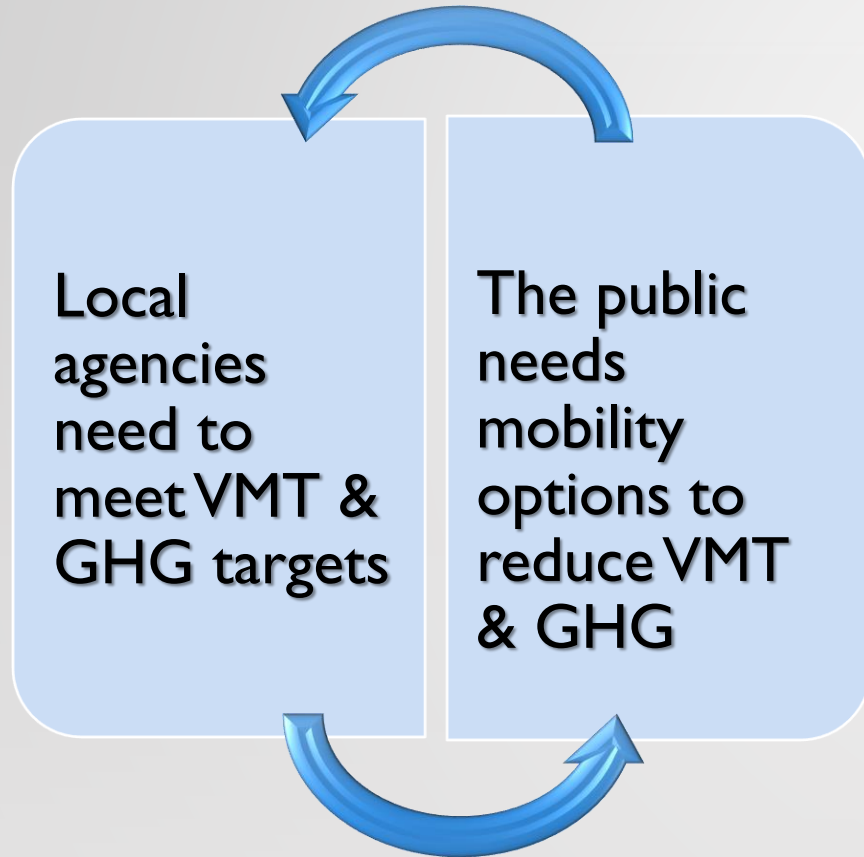 Local
agencies
need to
meet VMT &
GHG targets
The public
needs
mobility
options to
reduce VMT
& GHG